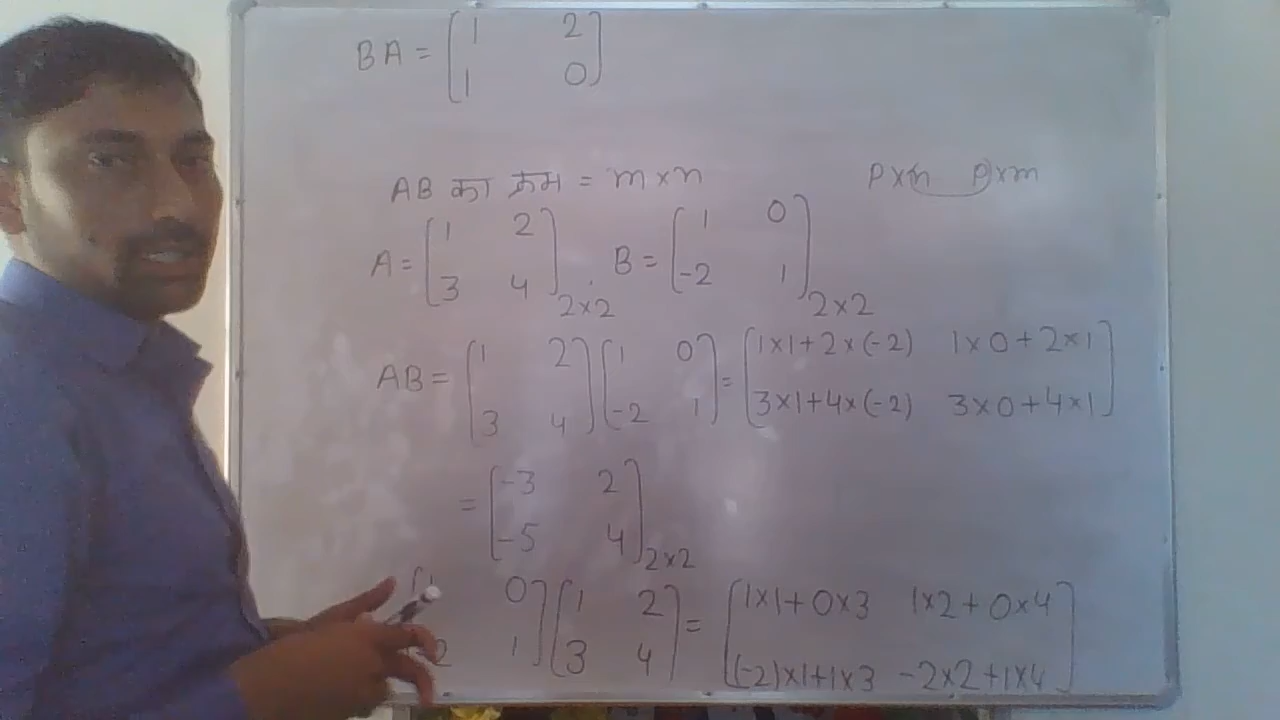 BA = [1 2
1 0]
AB का क्रम = m×n P×n P×m
A = [1 2 B = [1 0
3 4]2×2 -2 1]2×2
AB = [1 2 [1 0 = [1×1+2×(-2) 1×0+2×1
3 4] -2 1] 3×1+4×(-2) 3×0+4×1]
= [-3 2
-5 4]2×2
0] [1 2] = [1×1+0×3 1×2+0×4
2 1] 3 4] (-2)×1+1×3 -2×2+1×4]